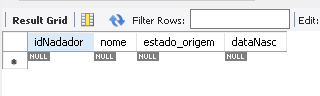 Result Grid Filter Rows: Edit:
idNadador nome estado_origem dataNasc
NULL NULL NULL NULL